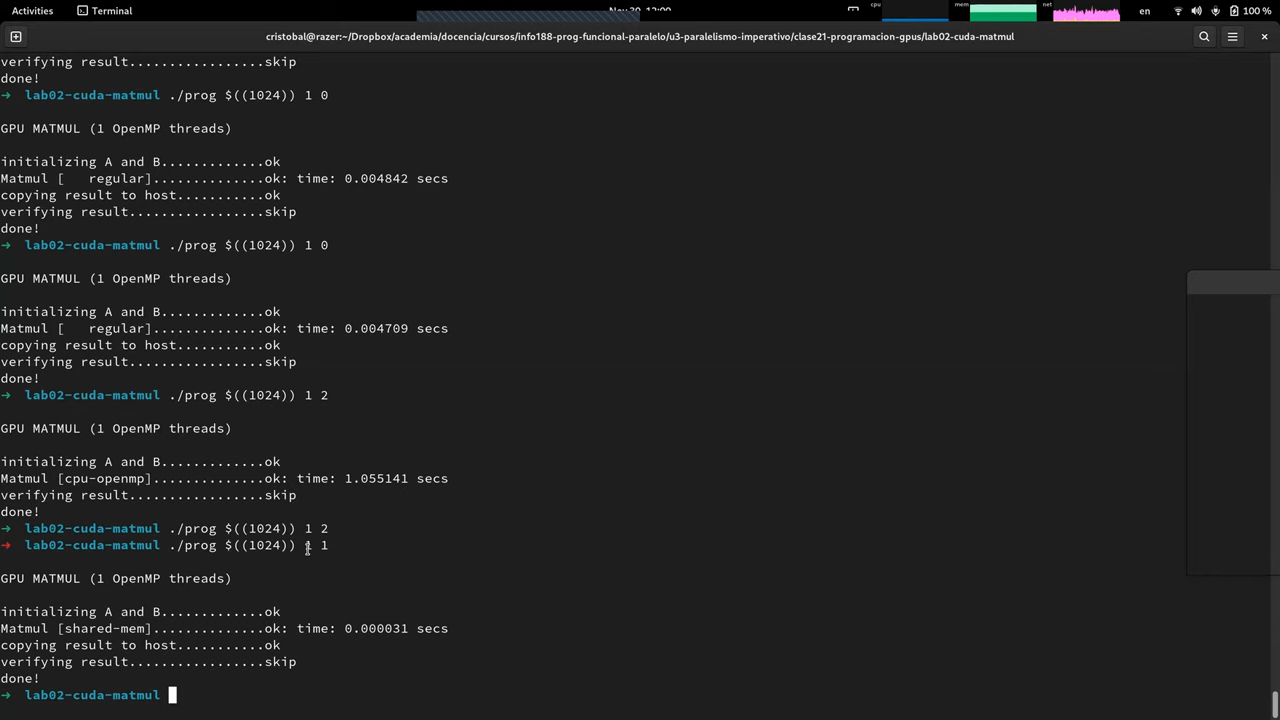 Activities Terminal Nov 30 12:00 cpu mem net en 100 %
cristobal@razer:~/Dropbox/academia/docencia/cursos/info188-prog-funcional-paralelo/u3-paralelismo-imperativo/clase21-programacion-gpus/lab02-cuda-matmul
verifying result.................skip
done!
➜ lab02-cuda-matmul ./prog $((1024)) 1 0
GPU MATMUL (1 OpenMP threads)
initializing A and B.............ok
Matmul [   regular]..............ok: time: 0.004842 secs
copying result to host...........ok
verifying result.................skip
done!
➜ lab02-cuda-matmul ./prog $((1024)) 1 0
GPU MATMUL (1 OpenMP threads)
initializing A and B.............ok
Matmul [   regular]..............ok: time: 0.004709 secs
copying result to host...........ok
verifying result.................skip
done!
➜ lab02-cuda-matmul ./prog $((1024)) 1 2
GPU MATMUL (1 OpenMP threads)
initializing A and B.............ok
Matmul [cpu-openmp]..............ok: time: 1.055141 secs
verifying result.................skip
done!
➜ lab02-cuda-matmul ./prog $((1024)) 1 2
➜ lab02-cuda-matmul ./prog $((1024)) 1 1
GPU MATMUL (1 OpenMP threads)
initializing A and B.............ok
Matmul [shared-mem]..............ok: time: 0.000031 secs
copying result to host...........ok
verifying result.................skip
done!
➜ lab02-cuda-matmul